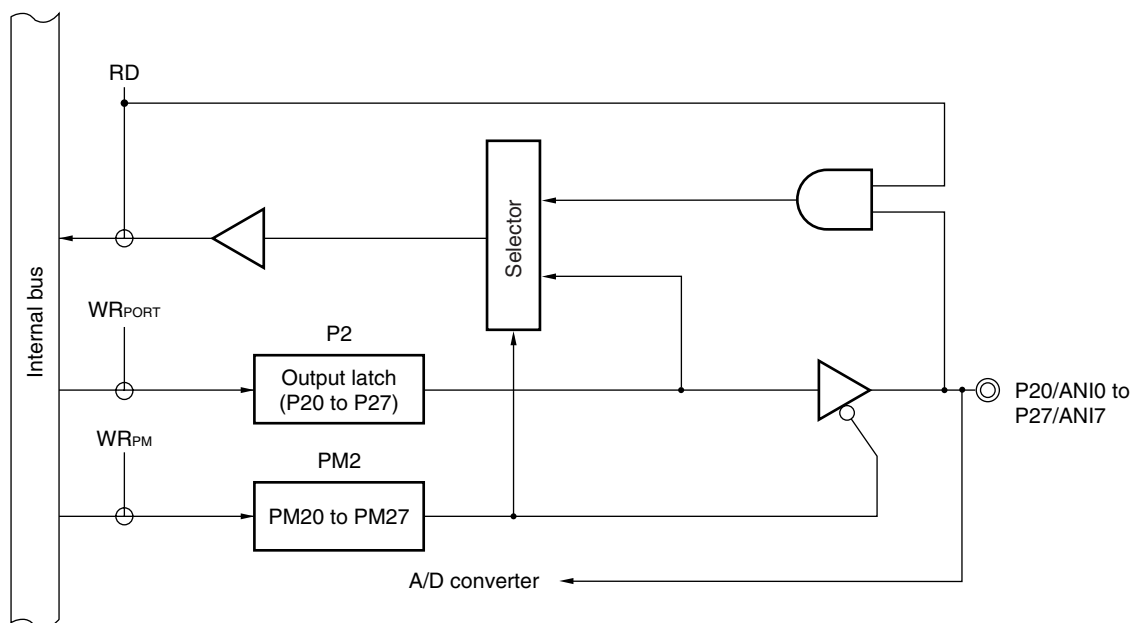 RD
Internal bus
Selector
WRPORT
P2
Output latch
(P20 to P27)
P20/ANI0 to
P27/ANI7
WRPM
PM2
PM20 to PM27
A/D converter